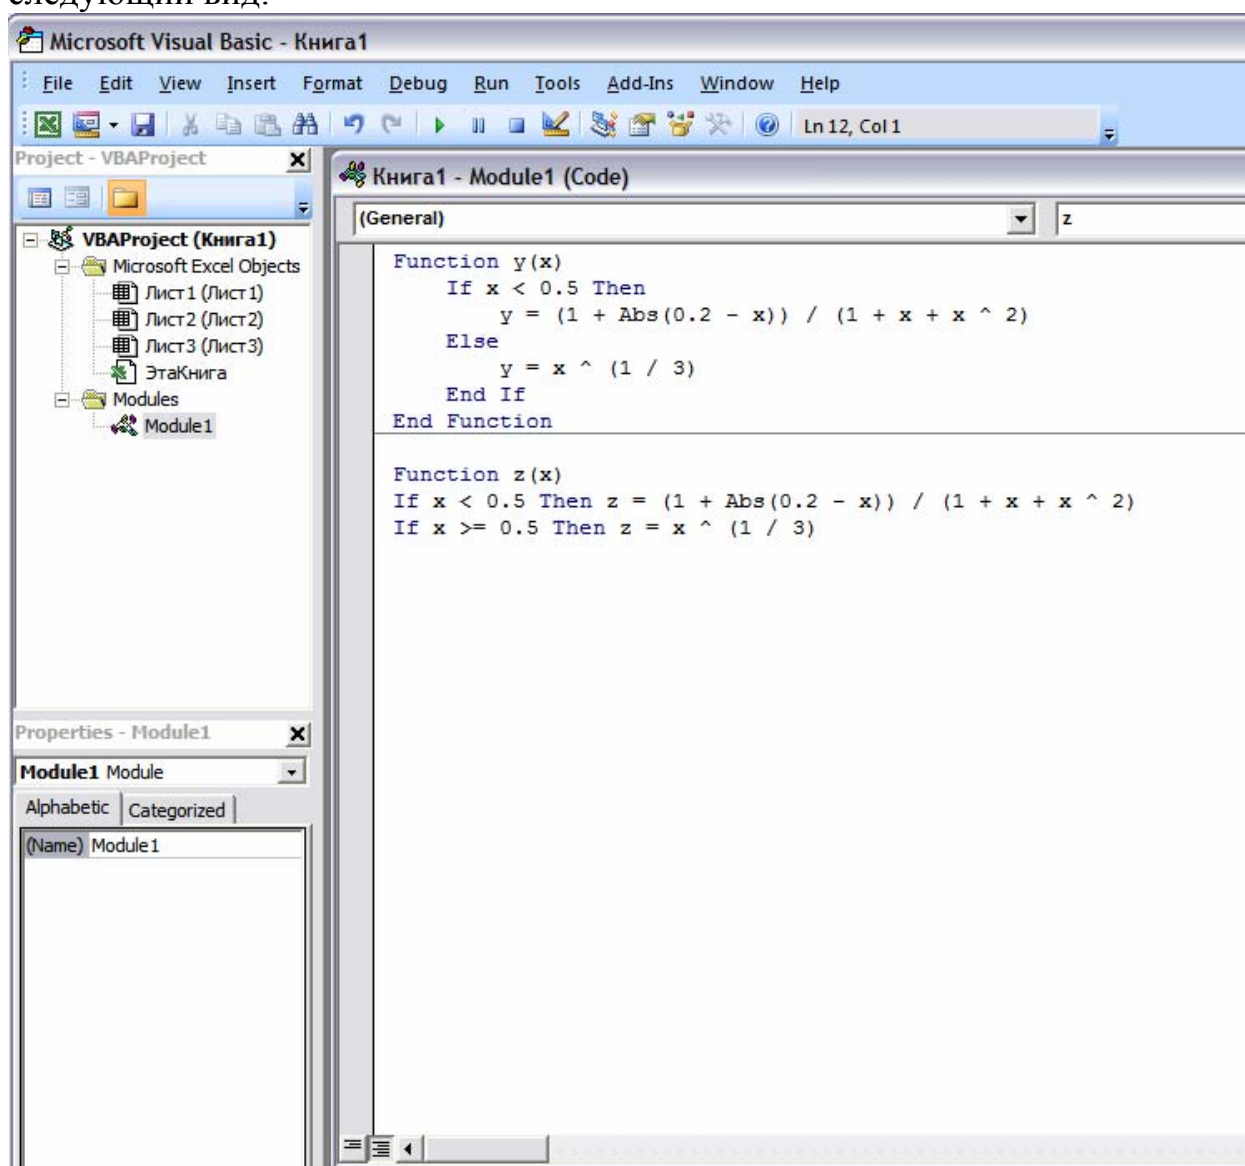 следующий вид:
Microsoft Visual Basic - Книга1
File Edit View Insert Format Debug Run Tools Add-Ins Window Help
Ln 12, Col 1
Project - VBAProject
Книга1 - Module1 (Code)
(General) z
VBAProject (Книга1)
Microsoft Excel Objects
Лист1 (Лист1)
Лист2 (Лист2)
Лист3 (Лист3)
ЭтаКнига
Modules
Module1
Function y(x)
If x < 0.5 Then
y = (1 + Abs(0.2 - x)) / (1 + x + x ^ 2)
Else
y = x ^ (1 / 3)
End If
End Function
Function z(x)
If x < 0.5 Then z = (1 + Abs(0.2 - x)) / (1 + x + x ^ 2)
If x >= 0.5 Then z = x ^ (1 / 3)
Properties - Module1
Module1 Module
Alphabetic Categorized
(Name) Module1